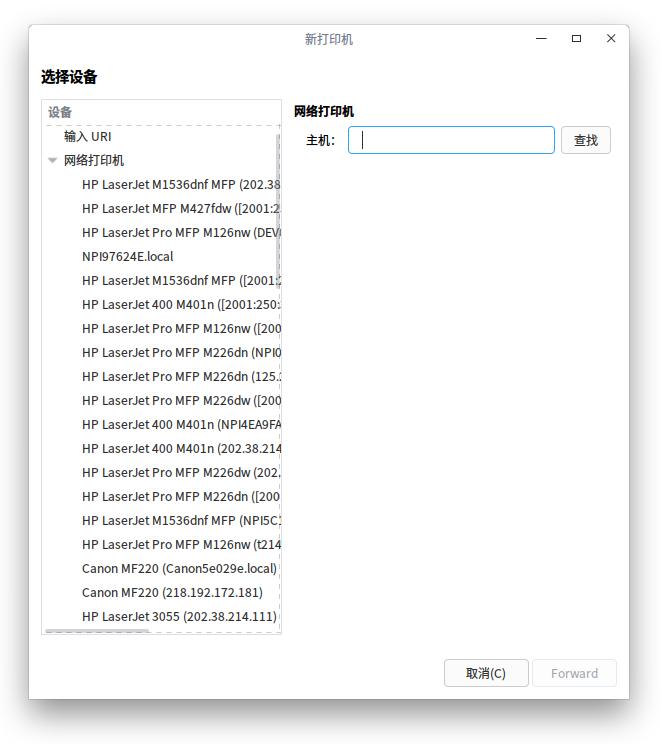 新打印机
选择设备
设备
输入 URI
网络打印机
HP LaserJet M1536dnf MFP (202.38
HP LaserJet MFP M427fdw ([2001:2
HP LaserJet Pro MFP M126nw (DEV
NPI97624E.local
HP LaserJet M1536dnf MFP ([2001:2
HP LaserJet 400 M401n ([2001:250:
HP LaserJet Pro MFP M126nw ([200
HP LaserJet Pro MFP M226dn (NPI0
HP LaserJet Pro MFP M226dn (125.2
HP LaserJet Pro MFP M226dw ([200
HP LaserJet 400 M401n (NPI4EA9FA
HP LaserJet 400 M401n (202.38.214
HP LaserJet Pro MFP M226dw (202.
HP LaserJet Pro MFP M226dn ([200
HP LaserJet M1536dnf MFP (NPI5C1
HP LaserJet Pro MFP M126nw (t214
Canon MF220 (Canon5e029e.local)
Canon MF220 (218.192.172.181)
HP LaserJet 3055 (202.38.214.111)
网络打印机
主机：
查找
取消(C)
Forward